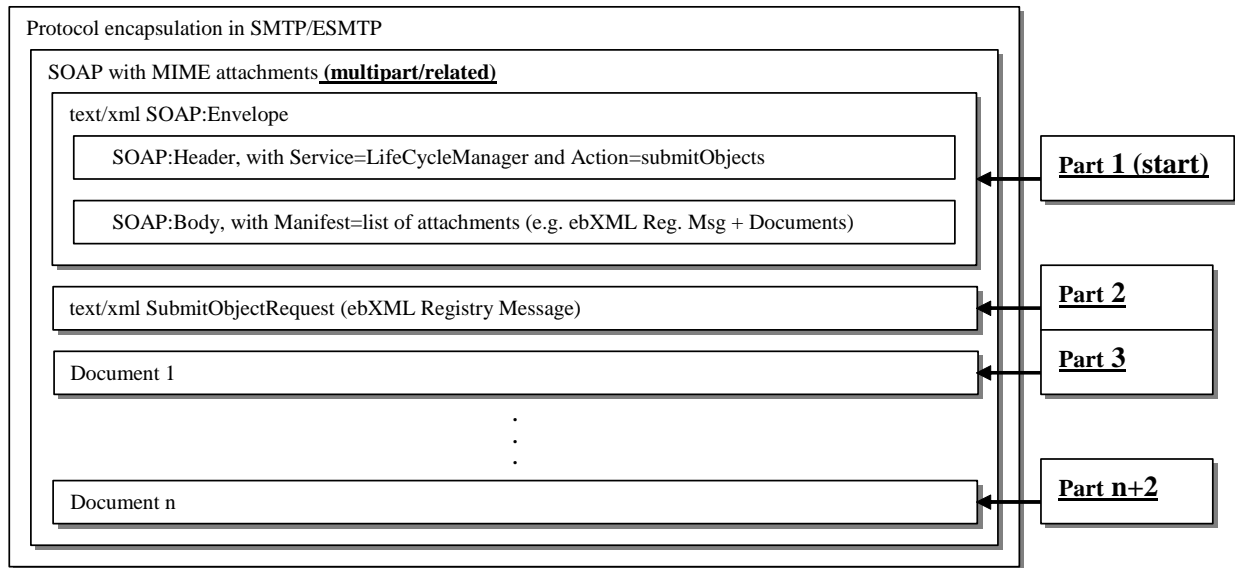 Protocol encapsulation in SMTP/ESMTP
SOAP with MIME attachments (multipart/related)
text/xml SOAP:Envelope
SOAP:Header, with Service=LifeCycleManager and Action=submitObjects
SOAP:Body, with Manifest=list of attachments (e.g. ebXML Reg. Msg + Documents)
Part 1 (start)
text/xml SubmitObjectRequest (ebXML Registry Message)
Part 2
Document 1
Part 3
.
.
.
Document n
Part n+2